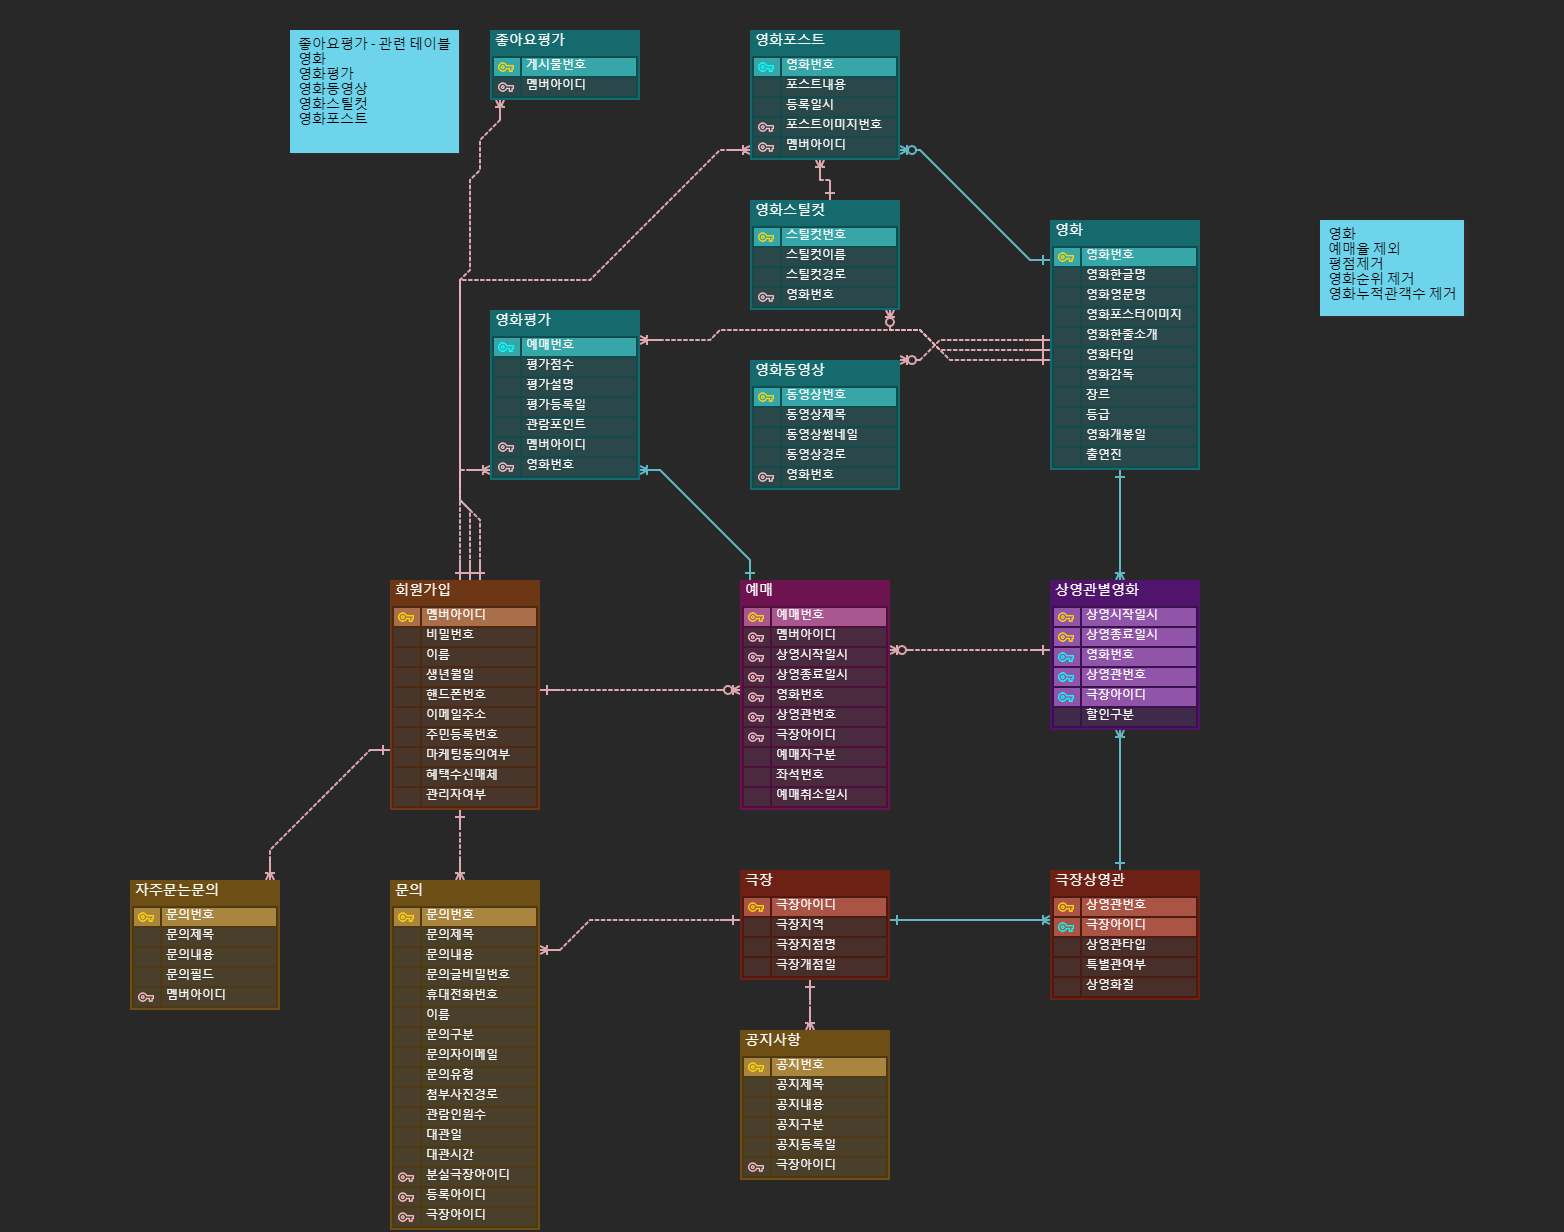 좋아요평가 - 관련 테이블
영화
영화평가
영화동영상
영화스틸컷
영화포스트
좋아요평가
게시물번호
멤버아이디
영화포스트
영화번호
포스트내용
등록일시
포스트이미지번호
멤버아이디
영화스틸컷
스틸컷번호
스틸컷이름
스틸컷경로
영화번호
영화
영화번호
영화한글명
영화영문명
영화포스터이미지
영화한줄소개
영화타입
영화감독
장르
등급
영화개봉일
출연진
영화
예매율 제외
평점제거
영화순위 제거
영화누적관객수 제거
영화평가
예매번호
평가점수
평가설명
평가등록일
관람포인트
멤버아이디
영화번호
영화동영상
동영상번호
동영상제목
동영상썸네일
동영상경로
영화번호
회원가입
멤버아이디
비밀번호
이름
생년월일
핸드폰번호
이메일주소
주민등록번호
마케팅동의여부
혜택수신매체
관리자여부
예매
예매번호
멤버아이디
상영시작일시
상영종료일시
영화번호
상영관번호
극장아이디
예매자구분
좌석번호
예매취소일시
상영관별영화
상영시작일시
상영종료일시
영화번호
상영관번호
극장아이디
할인구분
자주묻는문의
문의번호
문의제목
문의내용
문의필드
멤버아이디
문의
문의번호
문의제목
문의내용
문의글비밀번호
휴대전화번호
이름
문의구분
문의자이메일
문의유형
첨부사진경로
관람인원수
대관일
대관시간
분실극장아이디
등록아이디
극장아이디
극장
극장아이디
극장지역
극장지점명
극장개점일
극장상영관
상영관번호
극장아이디
상영관타입
특별관여부
상영화질
공지사항
공지번호
공지제목
공지내용
공지구분
공지등록일
극장아이디